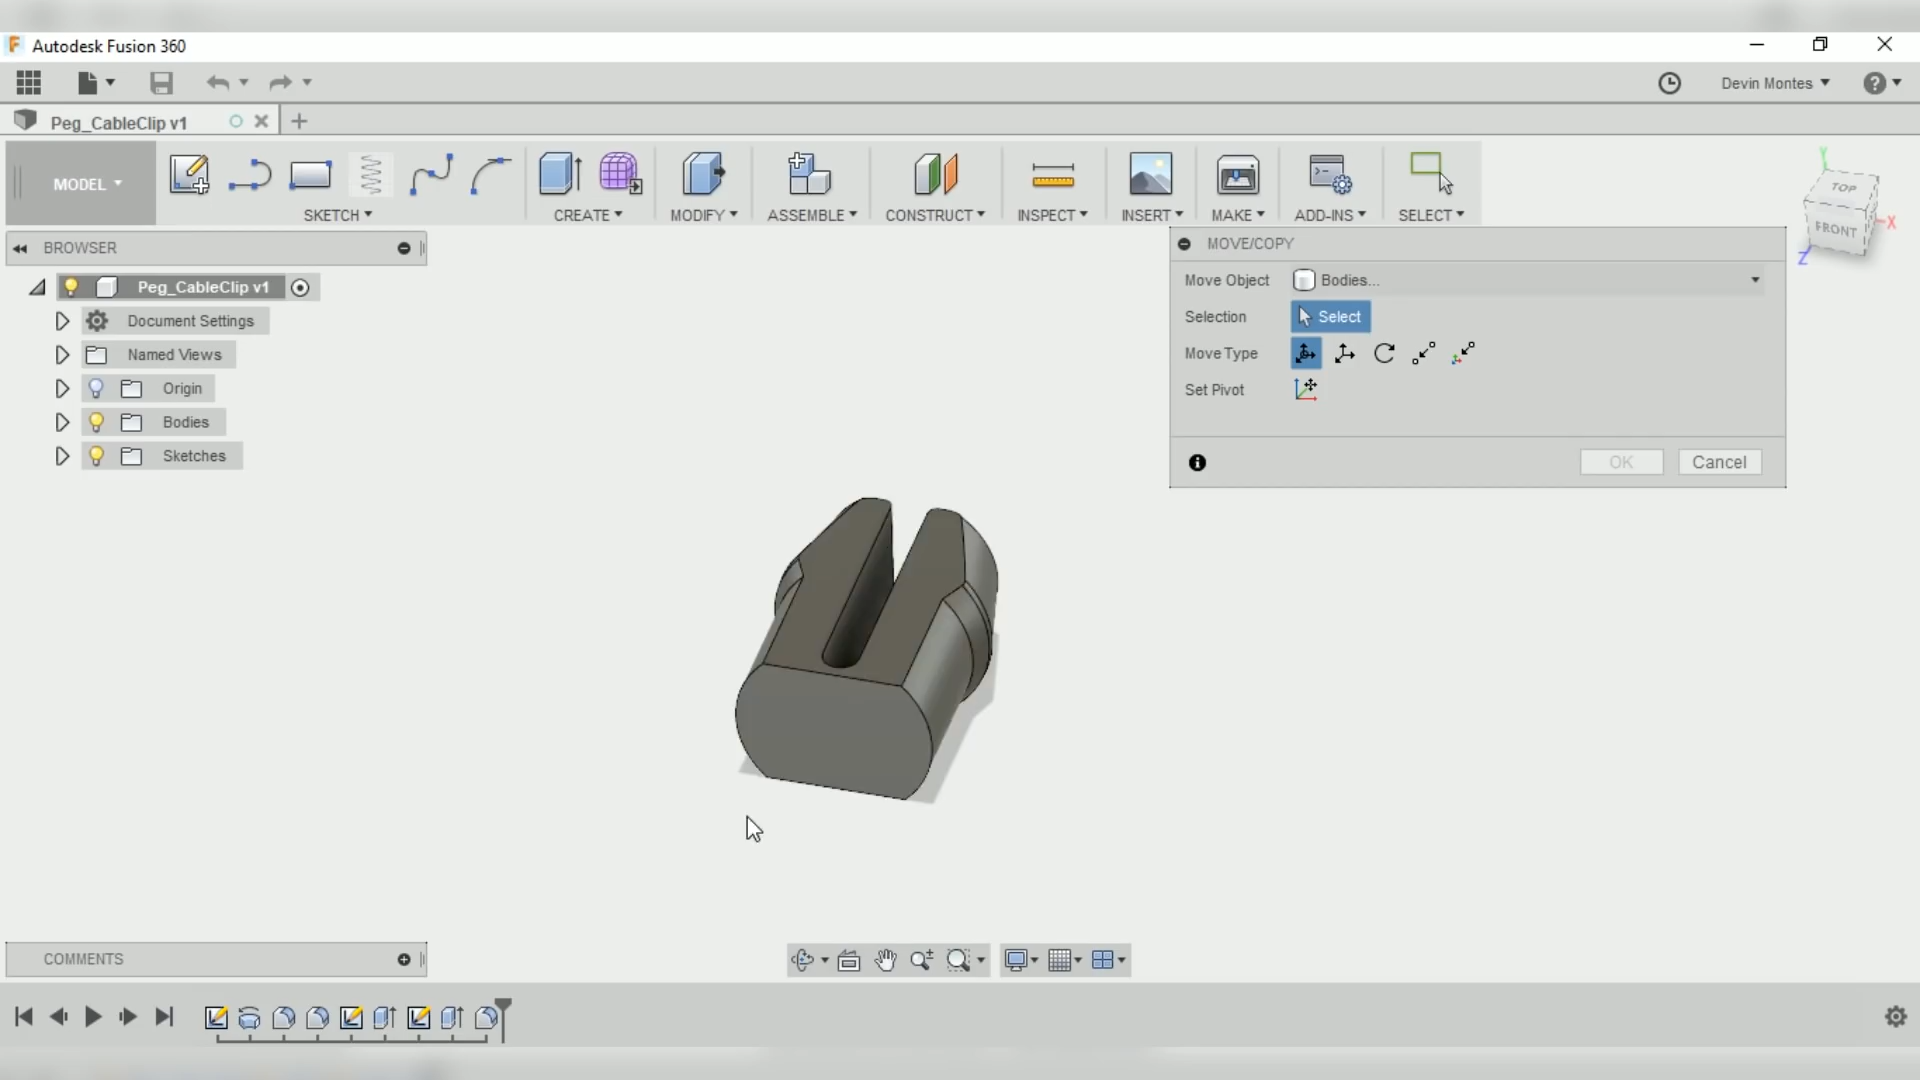 Autodesk Fusion 360
Devin Montes
Peg_CableClip v1
MODEL
SKETCH
CREATE
MODIFY
ASSEMBLE
CONSTRUCT
INSPECT
INSERT
MAKE
ADD-INS
SELECT
TOP
FRONT
Y
X
Z
BROWSER
Peg_CableClip v1
Document Settings
Named Views
Origin
Bodies
Sketches
MOVE/COPY
Move Object Bodies...
Selection Select
Move Type
Set Pivot
OK Cancel
COMMENTS